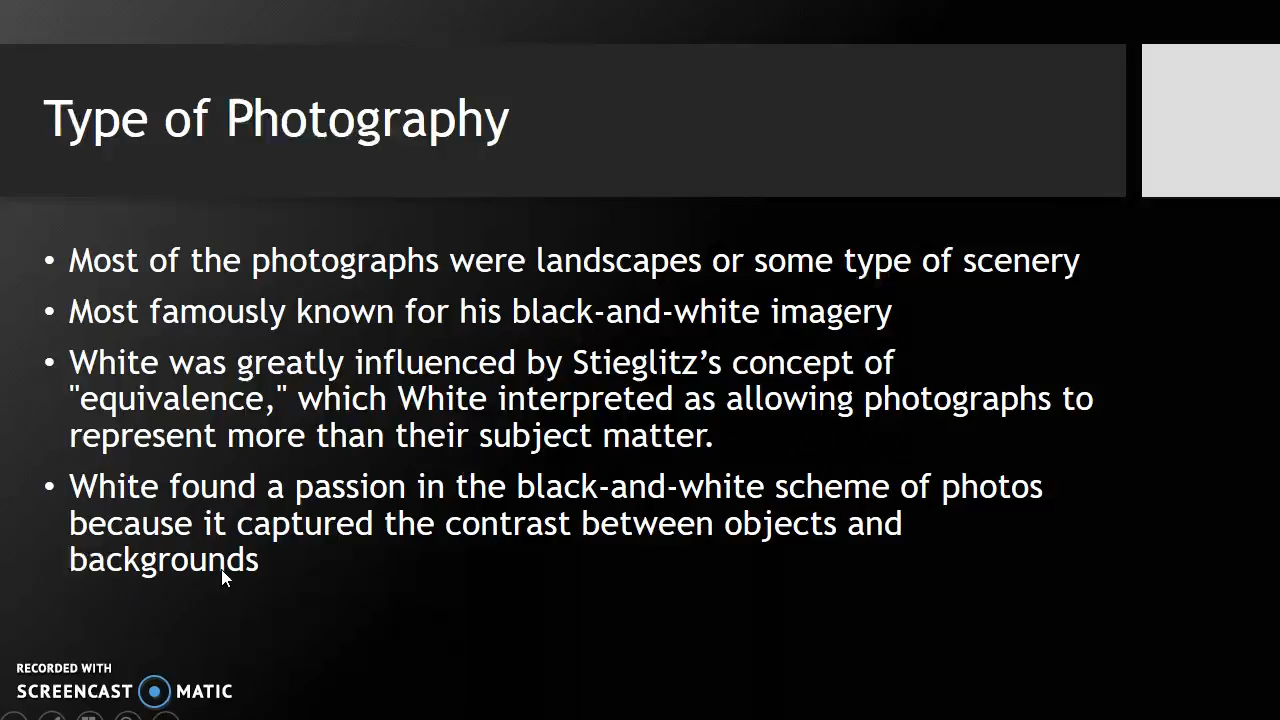 Type of Photography
• Most of the photographs were landscapes or some type of scenery
• Most famously known for his black-and-white imagery
• White was greatly influenced by Stieglitz’s concept of
"equivalence," which White interpreted as allowing photographs to
represent more than their subject matter.
• White found a passion in the black-and-white scheme of photos
because it captured the contrast between objects and
backgrounds
RECORDED WITH
SCREENCAST MATIC